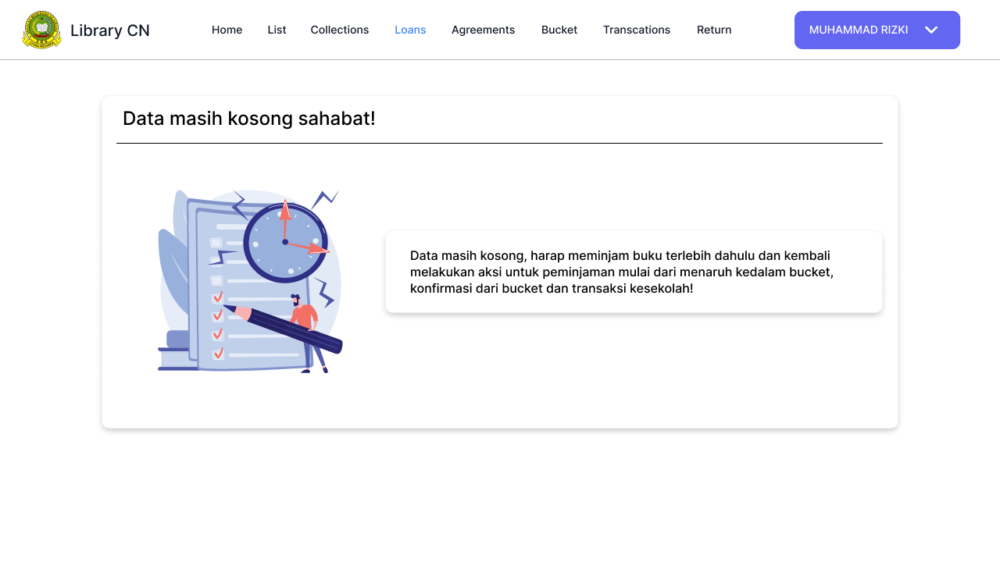 Library CN
Home
List
Collections
Loans
Agreements
Bucket
Transcations
Return
MUHAMMAD RIZKI
Data masih kosong sahabat!
Data masih kosong, harap meminjam buku terlebih dahulu dan kembali
melakukan aksi untuk peminjaman mulai dari menaruh kedalam bucket,
konfirmasi dari bucket dan transaksi kesekolah!